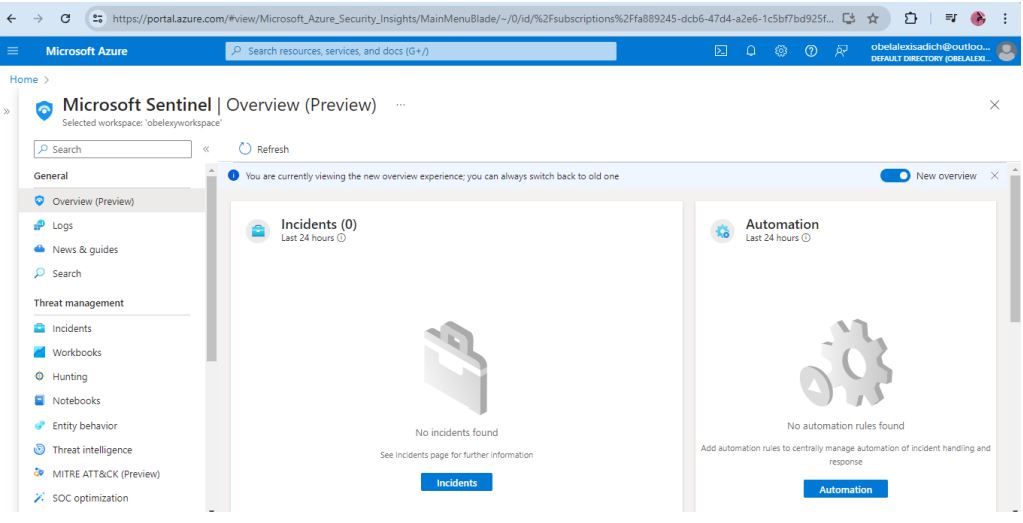 https://portal.azure.com/#view/Microsoft_Azure_Security_Insights/MainMenuBlade/~/0/id/%2Fsubscriptions%2Ffa889245-dcb6-47d4-a2e6-1c5bf7bd925f...
Microsoft Azure
Search resources, services, and docs (G+/)
obelalexisadich@outloo...
DEFAULT DIRECTORY (OBELALEXI...
Home >
Microsoft Sentinel | Overview (Preview) ...
Selected workspace: 'obelexyworkspace'
Search
«
Refresh
»
General
You are currently viewing the new overview experience; you can always switch back to old one
New overview
Overview (Preview)
Logs
News & guides
Search
Threat management
Incidents
Workbooks
Hunting
Notebooks
Entity behavior
Threat intelligence
MITRE ATT&CK (Preview)
SOC optimization
Incidents (0)
Last 24 hours
No incidents found
See incidents page for further information
Incidents
Automation
Last 24 hours
No automation rules found
Add automation rules to centrally manage automation of incident handling and
response
Automation